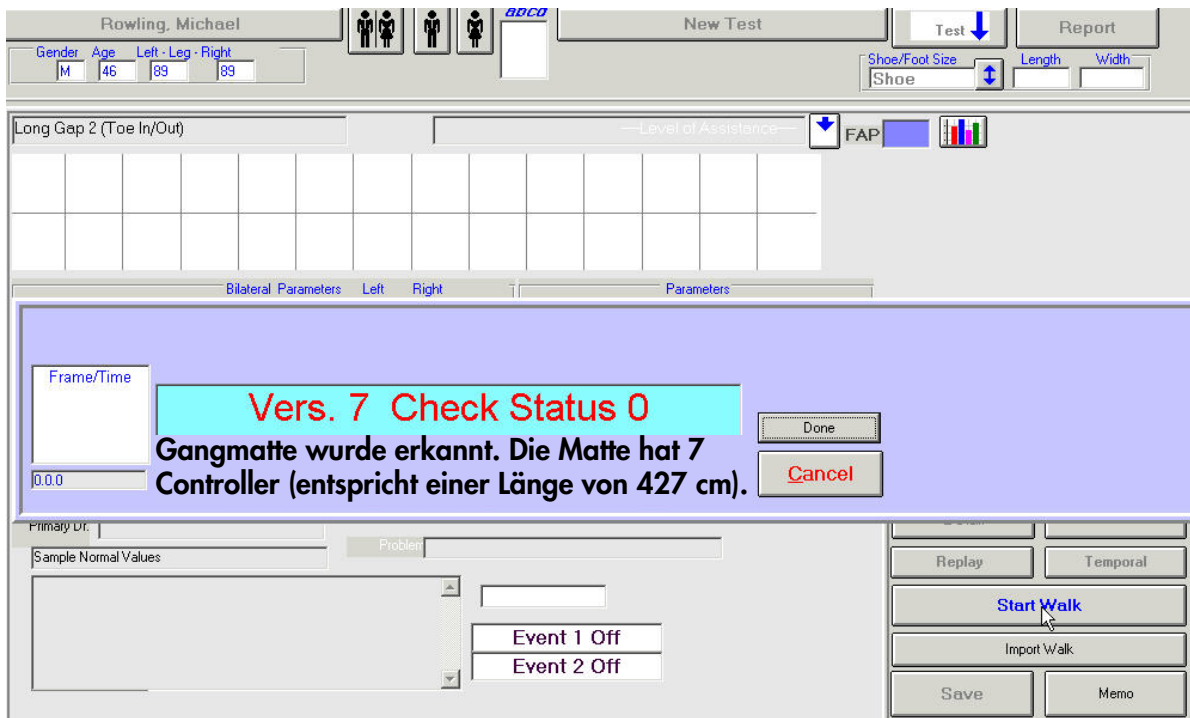 Rowling, Michael
abcd
New Test
Test
Report
Gender Age Left - Leg - Right
M 46 89 89
Shoe/Foot Size Length Width
Shoe
Long Gap 2 (Toe In/Out)
Level of Assistance
FAP
Bilateral Parameters Left Right
Parameters
Frame/Time
Vers. 7 Check Status 0
Done
Gangmatte wurde erkannt. Die Matte hat 7
Controller (entspricht einer Länge von 427 cm).
0.0.0
Cancel
Primary Dr.
Problem
Sample Normal Values
Replay
Temporal
Start Walk
Event 1 Off
Import Walk
Event 2 Off
Save
Memo